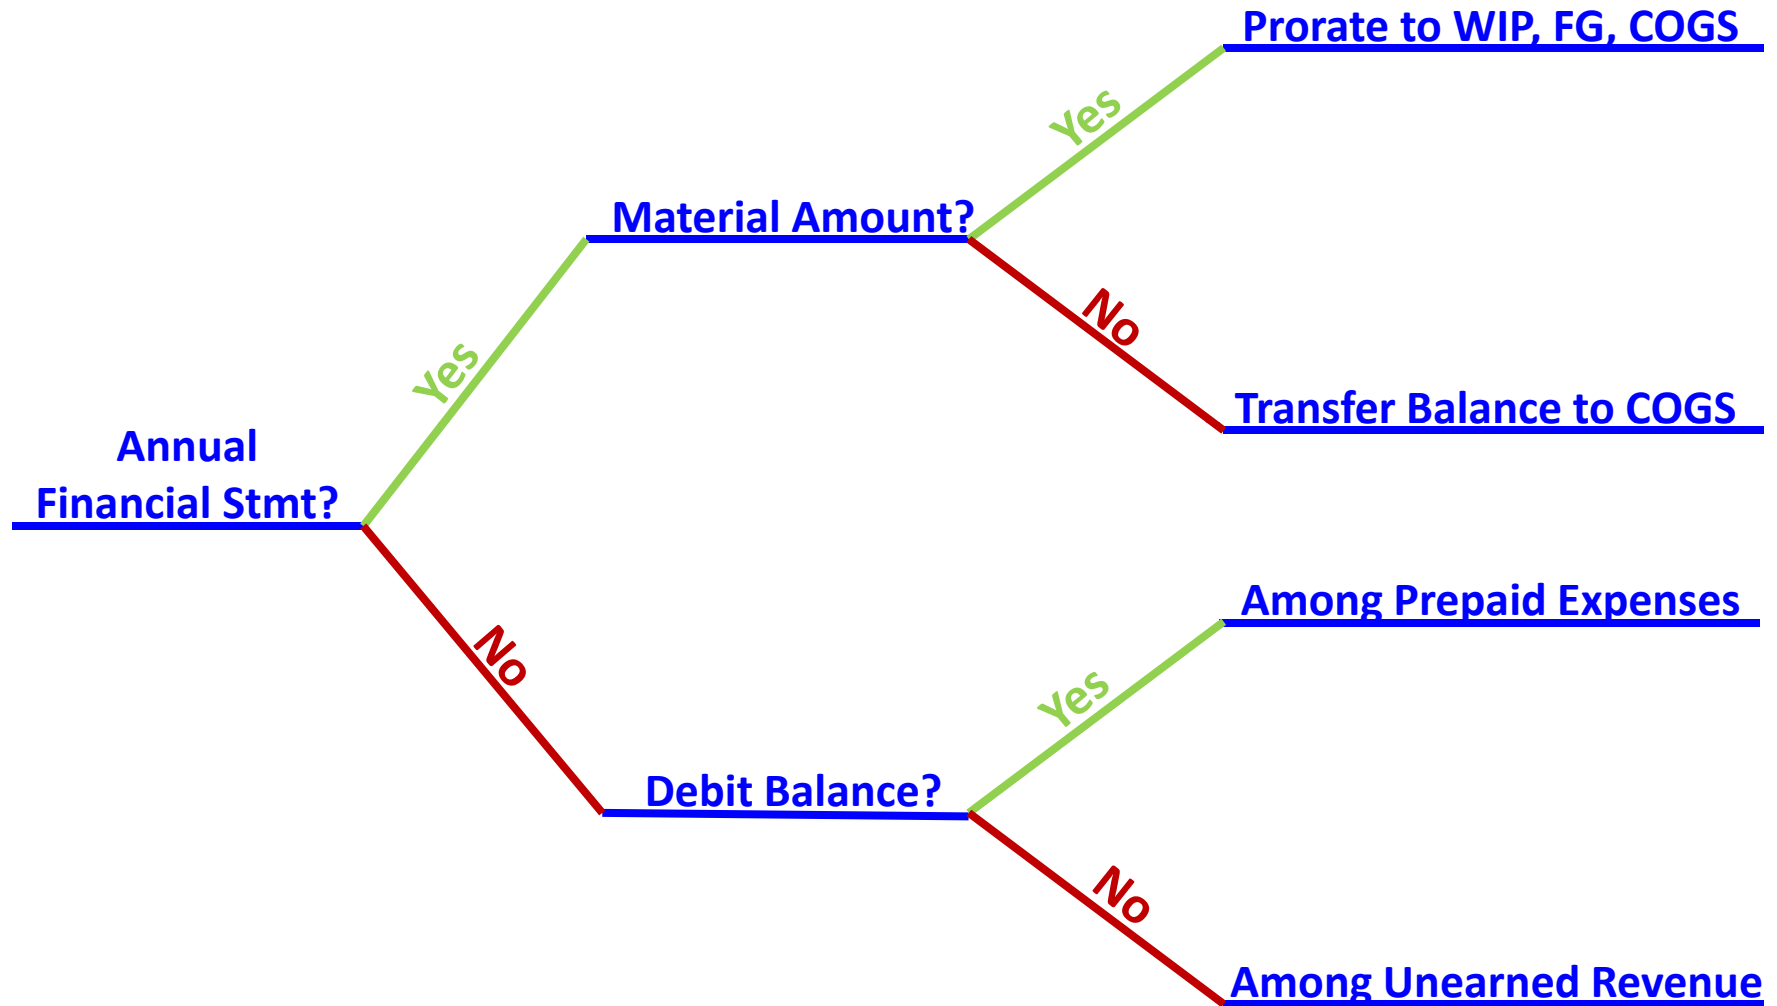 Prorate to WIP, FG, COGS
Yes
Material Amount?
No
Yes
Transfer Balance to COGS
Annual
Financial Stmt?
Among Prepaid Expenses
No
Yes
Debit Balance?
No
Among Unearned Revenue